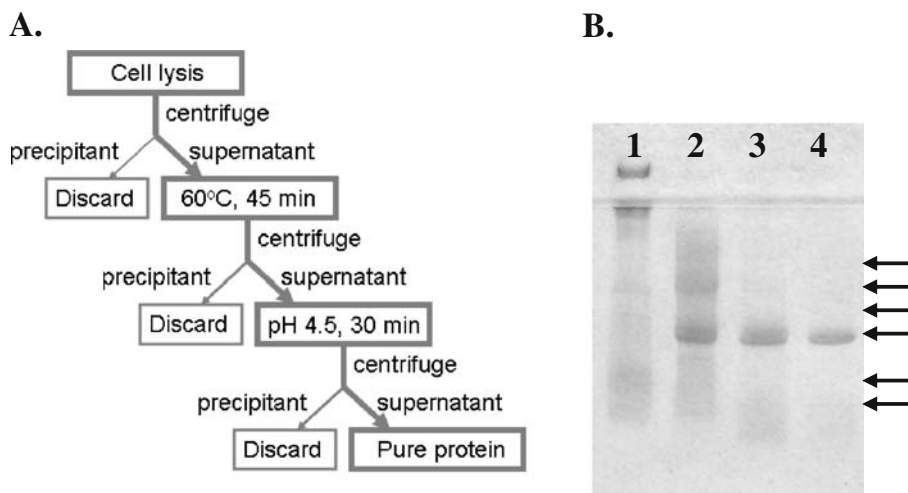 A.
Cell lysis
centrifuge
precipitant
supernatant
Discard
60°C, 45 min
centrifuge
precipitant
supernatant
Discard
pH 4.5, 30 min
centrifuge
precipitant
supernatant
Discard
Pure protein
B.
1 2 3 4